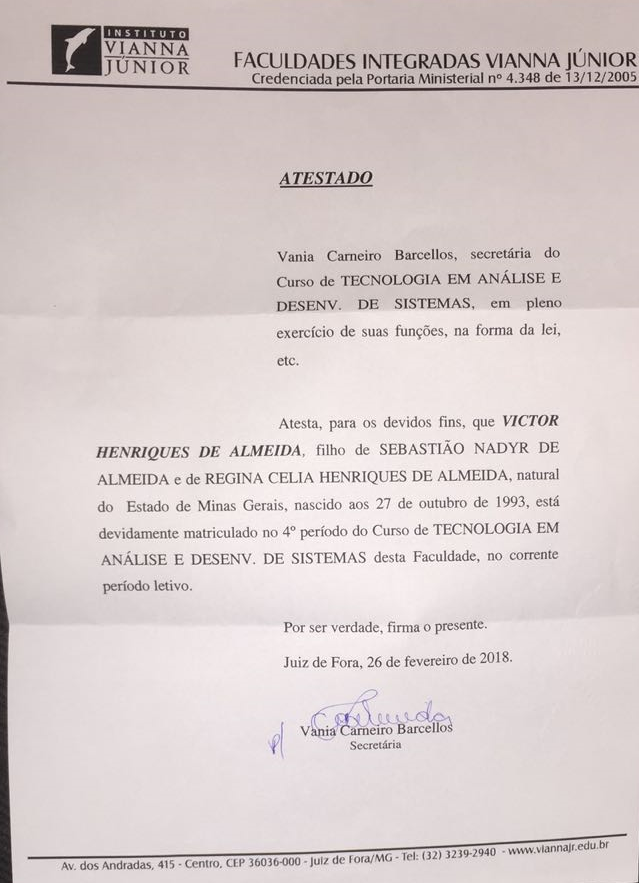 INSTITUTO
VIANNA
JÚNIOR
FACULDADES INTEGRADAS VIANNA JÚNIOR
Credenciada pela Portaria Ministerial nº 4.348 de 13/12/2005
ATESTADO
Vania Carneiro Barcellos, secretária do
Curso de TECNOLOGIA EM ANÁLISE E
DESENV. DE SISTEMAS, em pleno
exercício de suas funções, na forma da lei,
etc.
Atesta, para os devidos fins, que VICTOR
HENRIQUES DE ALMEIDA, filho de SEBASTIÃO NADYR DE
ALMEIDA e de REGINA CELIA HENRIQUES DE ALMEIDA, natural
do Estado de Minas Gerais, nascido aos 27 de outubro de 1993, está
devidamente matriculado no 4º período do Curso de TECNOLOGIA EM
ANÁLISE E DESENV. DE SISTEMAS desta Faculdade, no corrente
período letivo.
Por ser verdade, firma o presente.
Juiz de Fora, 26 de fevereiro de 2018.
p/
Vania Carneiro Barcellos
Secretária
Av. dos Andradas, 415 - Centro, CEP 36036-000 - Juiz de Fora/MG - Tel: (32) 3239-2940 - www.viannajr.edu.br